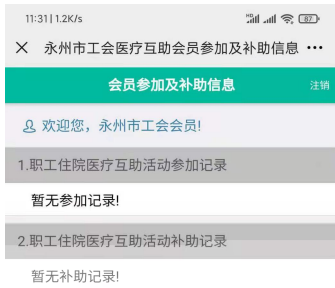 11:31 | 1.2K/s 87
永州市工会医疗互助会员参加及补助信息
会员参加及补助信息 注销
欢迎您，永州市工会会员!
1.职工住院医疗互助活动参加记录
暂无参加记录!
2.职工住院医疗互助活动补助记录
暂无补助记录!